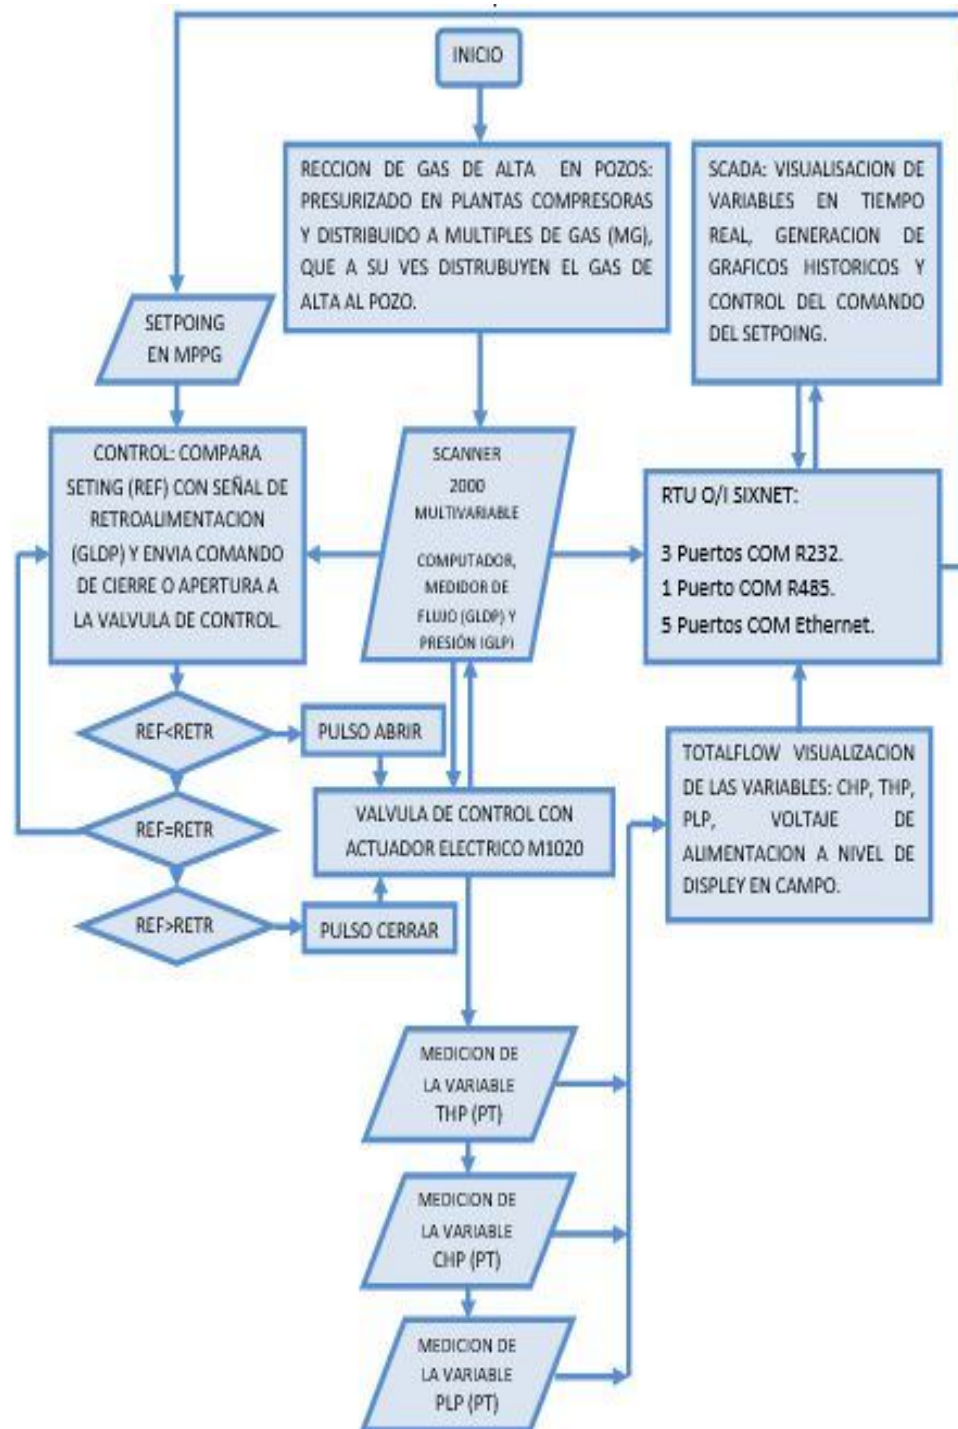 INICIO
RECCION DE GAS DE ALTA EN POZOS:
PRESURIZADO EN PLANTAS COMPRESORAS
Y DISTRIBUIDO A MULTIPLES DE GAS (MG),
QUE A SU VES DISTRUBUYEN EL GAS DE
ALTA AL POZO.
SCADA: VISUALISACION DE
VARIABLES EN TIEMPO
REAL, GENERACION DE
GRAFICOS HISTORICOS Y
CONTROL DEL COMANDO
DEL SETPOING.
SETPOING
EN MPPG
CONTROL: COMPARA
SETING (REF) CON SEÑAL DE
RETROALIMENTACION
(GLDP) Y ENVIA COMANDO
DE CIERRE O APERTURA A
LA VALVULA DE CONTROL.
SCANNER
2000
MULTIVARIABLE
COMPUTADOR,
MEDIDOR DE
FLUJO (GLDP) Y
PRESIÓN (GLP)
RTU O/I SIXNET:
3 Puertos COM R232.
1 Puerto COM R485.
5 Puertos COM Ethernet.
REF<RETR
PULSO ABRIR
REF=RETR
VALVULA DE CONTROL CON
ACTUADOR ELECTRICO M1020
REF>RETR
PULSO CERRAR
TOTALFLOW VISUALIZACION
DE LAS VARIABLES: CHP, THP,
PLP, VOLTAJE DE
ALIMENTACION A NIVEL DE
DISPLEY EN CAMPO.
MEDICION DE
LA VARIABLE
THP (PT)
MEDICION DE
LA VARIABLE
CHP (PT)
MEDICION DE
LA VARIABLE
PLP (PT)